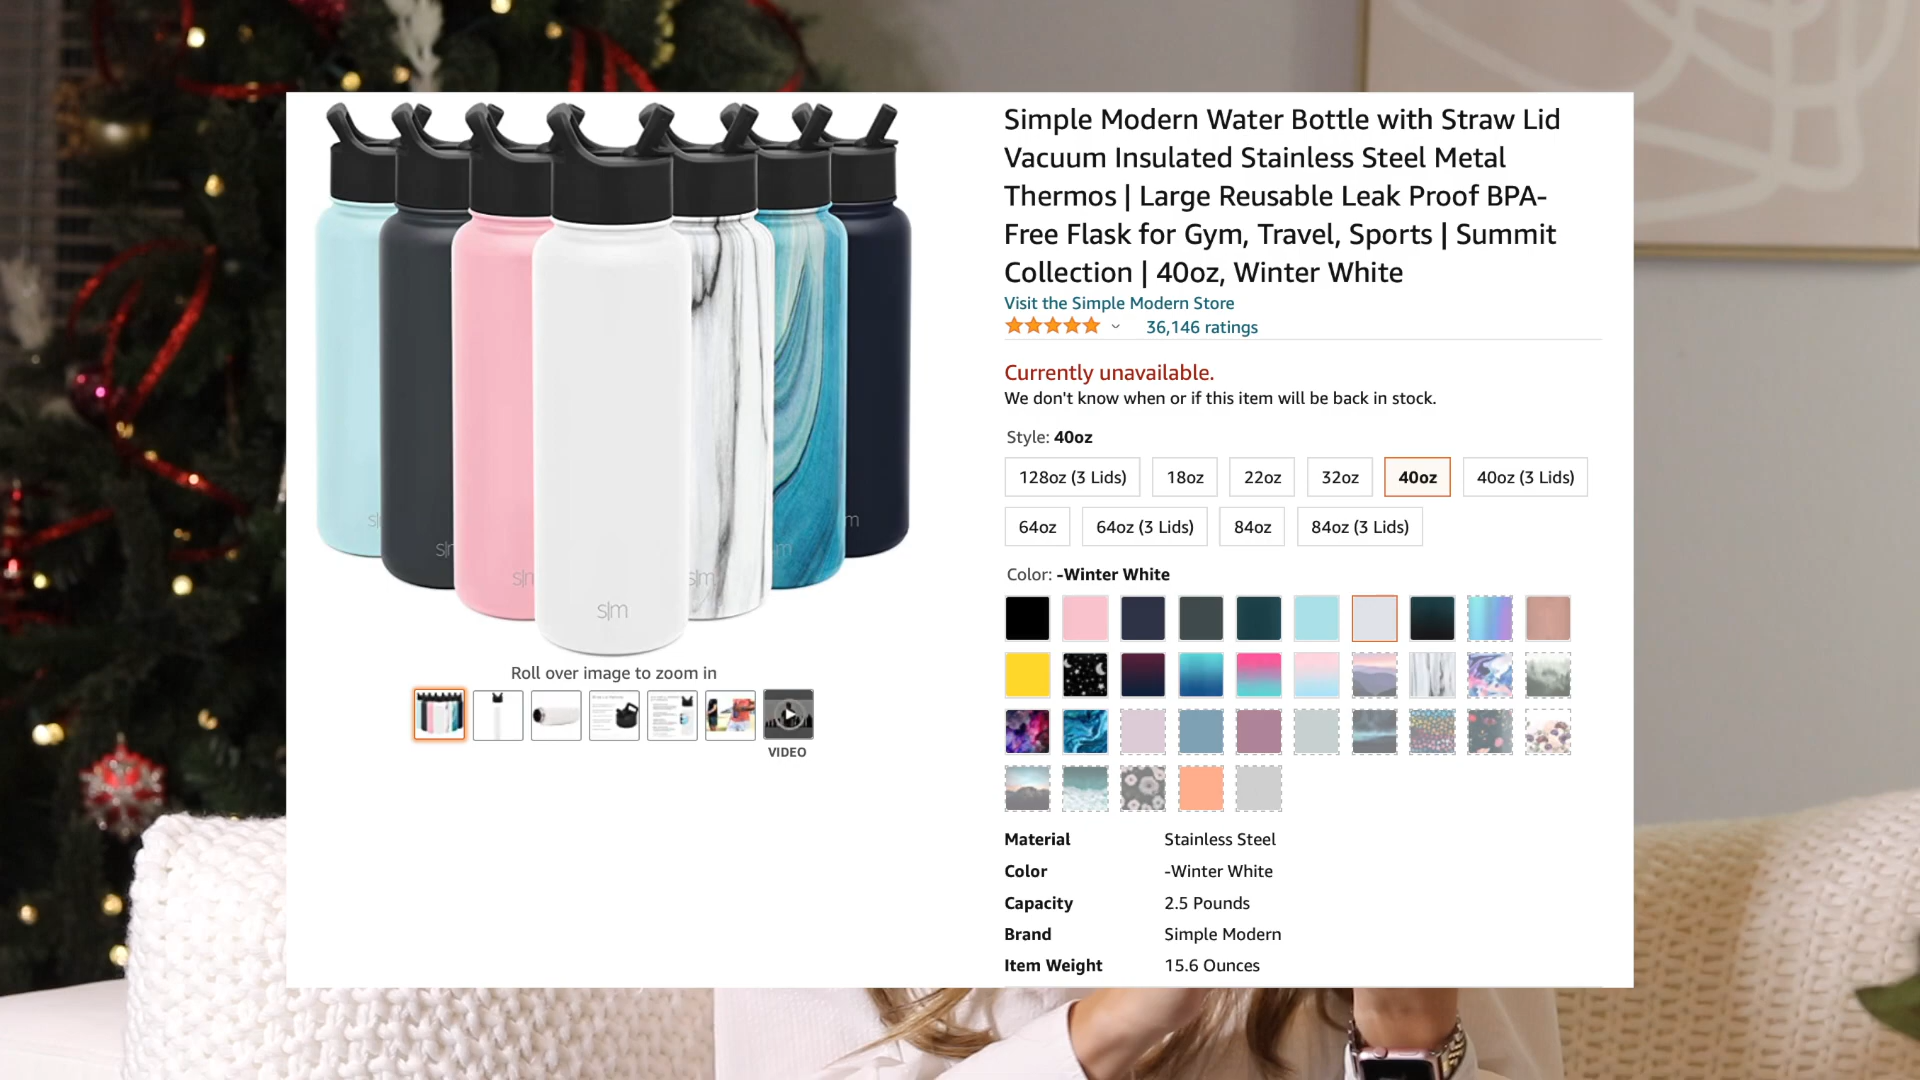 Simple Modern Water Bottle with Straw Lid
Vacuum Insulated Stainless Steel Metal
Thermos | Large Reusable Leak Proof BPA-
Free Flask for Gym, Travel, Sports | Summit
Collection | 40oz, Winter White
Visit the Simple Modern Store
36,146 ratings
Currently unavailable.
We don't know when or if this item will be back in stock.
Style: 40oz
128oz (3 Lids) 18oz 22oz 32oz 40oz 40oz (3 Lids)
64oz 64oz (3 Lids) 84oz 84oz (3 Lids)
Color: -Winter White
Material Stainless Steel
Color -Winter White
Capacity 2.5 Pounds
Brand Simple Modern
Item Weight 15.6 Ounces
s|m
Roll over image to zoom in
VIDEO